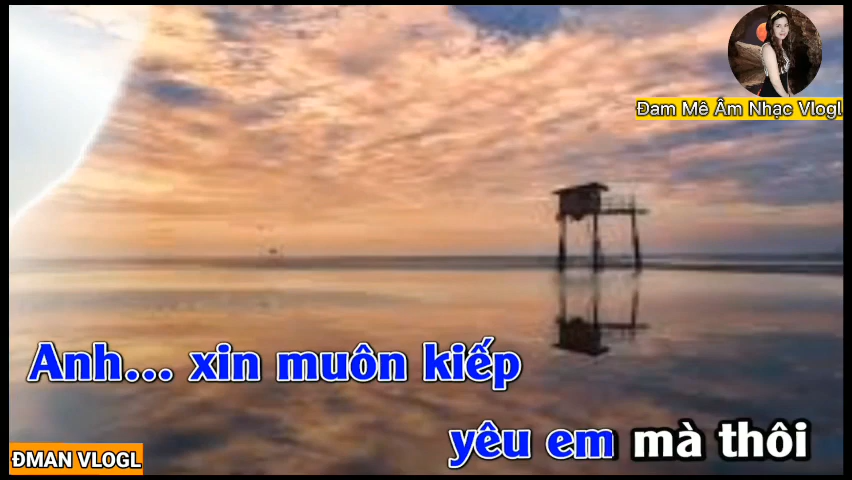 Đam Mê Âm Nhạc Vlogl
Anh... xin muôn kiếp
yêu em mà thôi
ĐMAN VLOGL